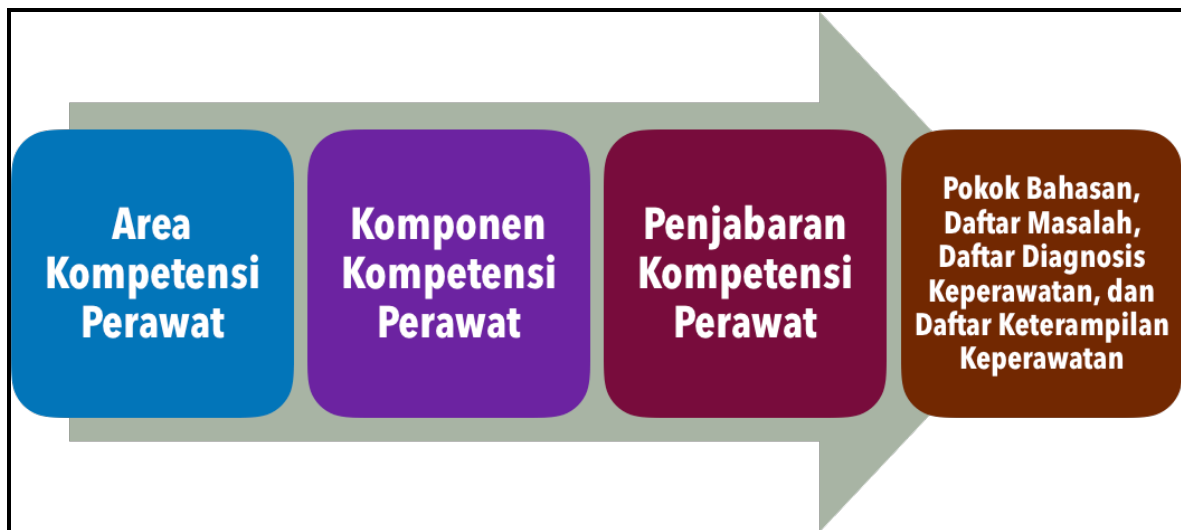 Area
Kompetensi
Perawat
Komponen
Kompetensi
Perawat
Penjabaran
Kompetensi
Perawat
Pokok Bahasan,
Daftar Masalah,
Daftar Diagnosis
Keperawatan, dan
Daftar Keterampilan
Keperawatan